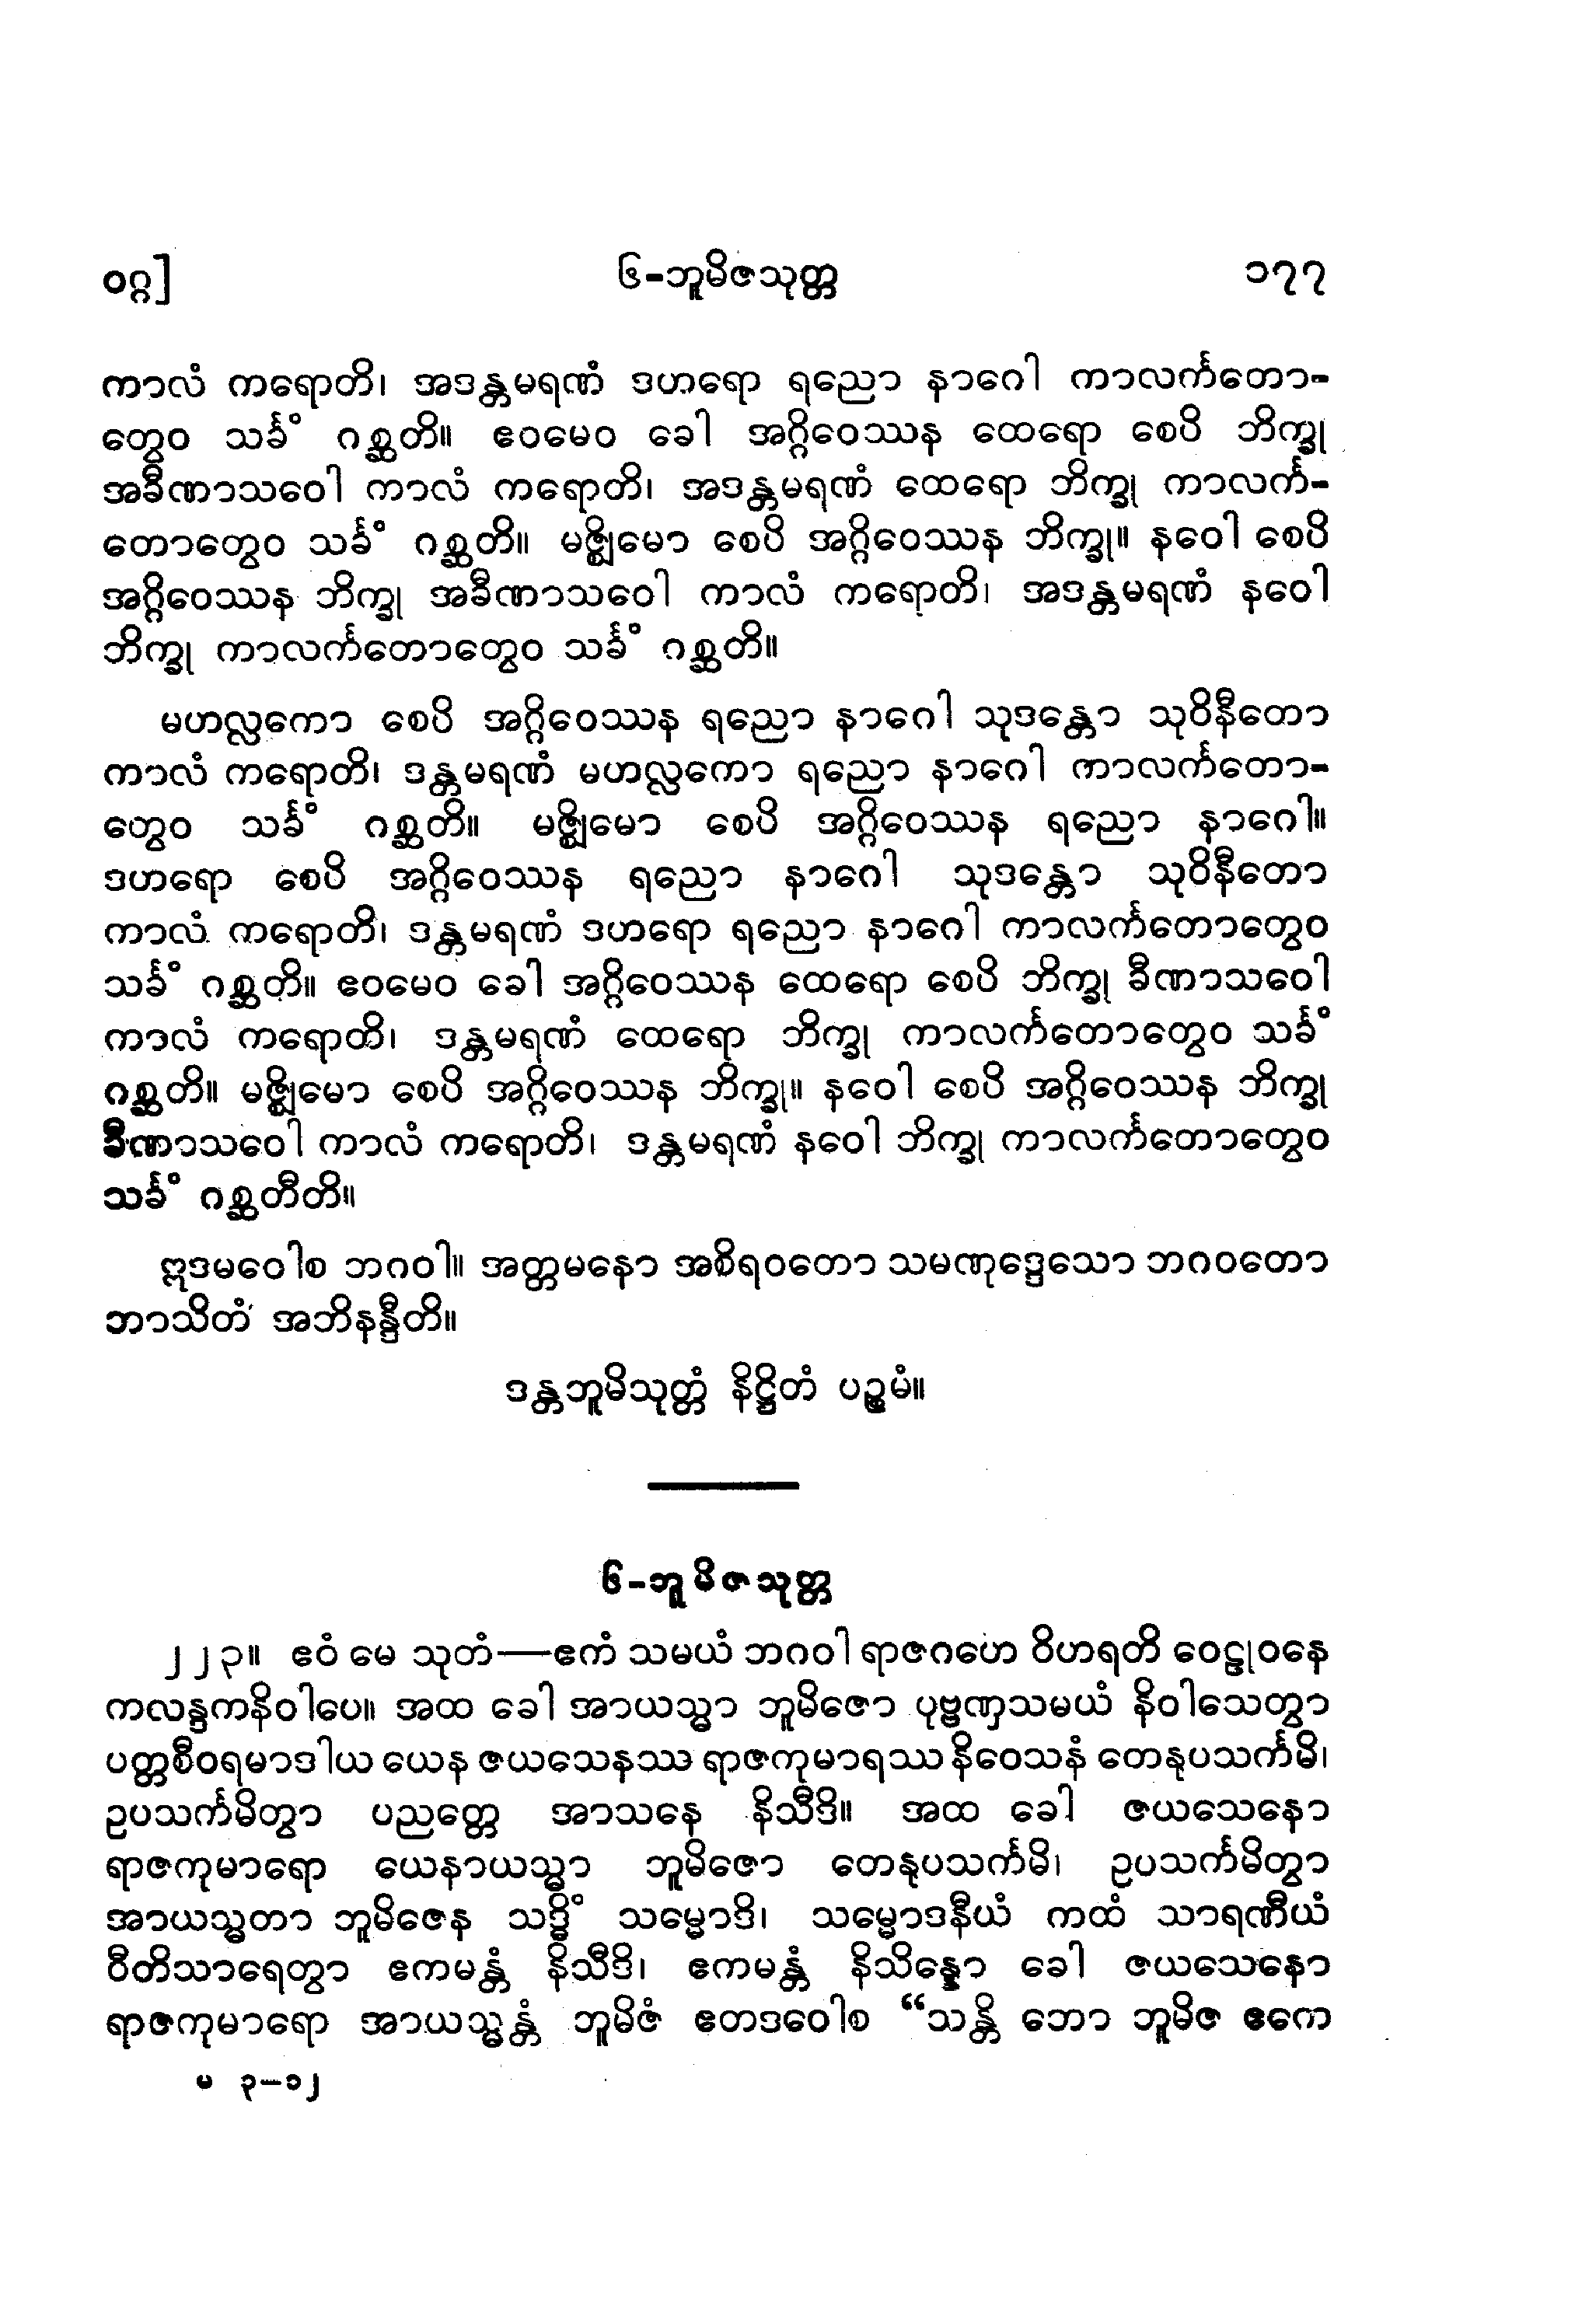 ဝဂ္ဂ] ၆-ဘူမိဇသုတ္တ ၁၇၇
ကာလံ ကရောတိ၊ အဒန္တမရဏံ ဒဟရော ရညော နာဂေါ ကာလင်္ကတော-
တွေဝ သင်္ခံ ဂစ္ဆတိ။ ဧဝမေဝ ခေါ အဂ္ဂိဝေဿန ထေရော စေပိ ဘိက္ခု
အခီဏာသဝေါ ကာလံ ကရောတိ၊ အဒန္တမရဏံ ထေရော ဘိက္ခု ကာလင်္က-
တောတွေဝ သင်္ခံ ဂစ္ဆတိ။ မဇ္ဈိမော စေပိ အဂ္ဂိဝေဿန ဘိက္ခု။ နဝေါ စေပိ
အဂ္ဂိဝေဿန ဘိက္ခု အခီဏာသဝေါ ကာလံ ကရောတိ၊ အဒန္တမရဏံ နဝေါ
ဘိက္ခု ကာလင်္ကတောတွေဝ သင်္ခံ ဂစ္ဆတိ။
မဟလ္လကော စေပိ အဂ္ဂိဝေဿန ရညော နာဂေါ သုဒန္တော သုဝိနီတော
ကာလံ ကရောတိ၊ ဒန္တမရဏံ မဟလ္လကော ရညော နာဂေါ ကာလင်္ကတော-
တွေဝ သင်္ခံ ဂစ္ဆတိ။ မဇ္ဈိမော စေပိ အဂ္ဂိဝေဿန ရညော နာဂေါ။
ဒဟရော စေပိ အဂ္ဂိဝေဿန ရညော နာဂေါ သုဒန္တော သုဝိနီတော
ကာလံ ကရောတိ၊ ဒန္တမရဏံ ဒဟရော ရညော နာဂေါ ကာလင်္ကတောတွေဝ
သင်္ခံ ဂစ္ဆတိ။ ဧဝမေဝ ခေါ အဂ္ဂိဝေဿန ထေရော စေပိ ဘိက္ခု ခီဏာသဝေါ
ကာလံ ကရောတိ၊ ဒန္တမရဏံ ထေရော ဘိက္ခု ကာလင်္ကတောတွေဝ သင်္ခံ
ဂစ္ဆတိ။ မဇ္ဈိမော စေပိ အဂ္ဂိဝေဿန ဘိက္ခု။ နဝေါ စေပိ အဂ္ဂိဝေဿန ဘိက္ခု
ခီဏာသဝေါ ကာလံ ကရောတိ၊ ဒန္တမရဏံ နဝေါ ဘိက္ခု ကာလင်္ကတောတွေဝ
သင်္ခံ ဂစ္ဆတီတိ။
ဣဒမဝေါစ ဘဂဝါ။ အတ္တမနော အစိရဝတော သမဏုဒ္ဒေသော ဘဂဝတော
ဘာသိတံ အဘိနန္ဒီတိ။
ဒန္တဘူမိသုတ္တံ နိဋ္ဌိတံ ပဉ္စမံ။
၆-ဘူမိဇသုတ္တ
၂၂၃။ ဧဝံ မေ သုတံ—ဧကံ သမယံ ဘဂဝါ ရာဇဂဟေ ဝိဟရတိ ဝေဠုဝနေ
ကလန္ဒကနိဝါပေ။ အထ ခေါ အာယသ္မာ ဘူမိဇော ပုဗ္ဗဏှသမယံ နိဝါသေတွာ
ပတ္တစီဝရမာဒါယ ယေန ဇယသေနဿ ရာဇကုမာရဿ နိဝေသနံ တေနုပသင်္ကမိ၊
ဥပသင်္ကမိတွာ ပညတ္တေ အာသနေ နိသီဒိ။ အထ ခေါ ဇယသေနော
ရာဇကုမာရော ယေနာယသ္မာ ဘူမိဇော တေနုပသင်္ကမိ၊ ဥပသင်္ကမိတွာ
အာယသ္မတာ ဘူမိဇေန သဒ္ဓိံ သမ္မောဒိ၊ သမ္မောဒနီယံ ကထံ သာရဏီယံ
ဝီတိသာရေတွာ ဧကမန္တံ နိသီဒိ၊ ဧကမန္တံ နိသိန္နော ခေါ ဇယသေနော
ရာဇကုမာရော အာယသ္မန္တံ ဘူမိဇံ ဧတဒဝေါစ “သန္တိ ဘော ဘူမိဇ ဧကေ
မ ၃—၁၂